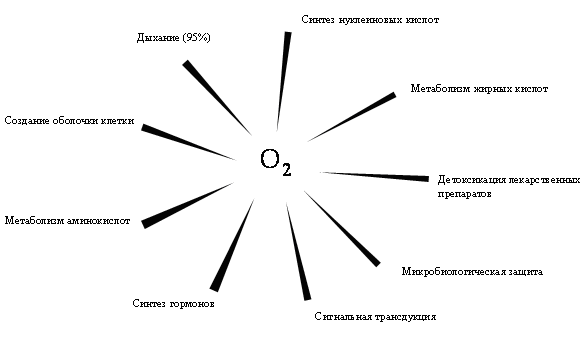 Синтез нуклеиновых кислот
Дыхание (95%)
Метаболизм жирных кислот
Создание оболочки клетки
O₂
Детоксикация лекарственных
препаратов
Метаболизм аминокислот
Микробиологическая защита
Синтез гормонов
Сигнальная трансдукция